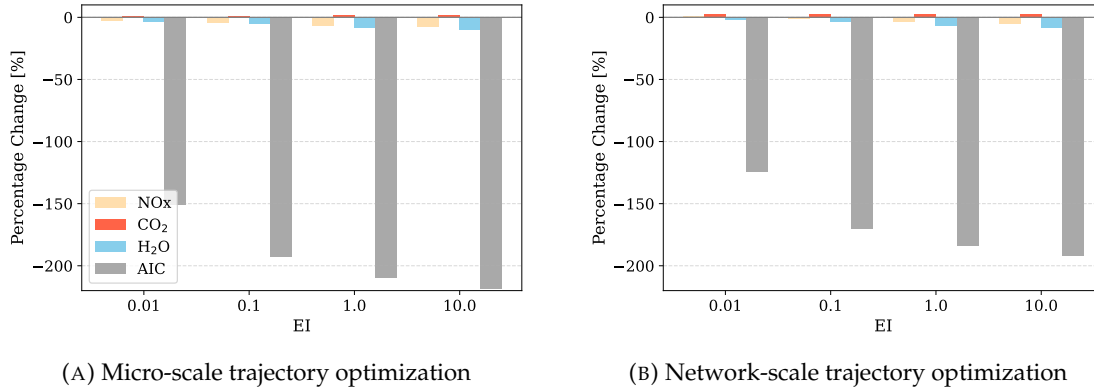 0
−50
−100
−150
−200
Percentage Change [%]
NOx
CO₂
H₂O
AIC
0.01 0.1 1.0 10.0
EI
(A) Micro-scale trajectory optimization
0
−50
−100
−150
−200
Percentage Change [%]
0.01 0.1 1.0 10.0
EI
(B) Network-scale trajectory optimization